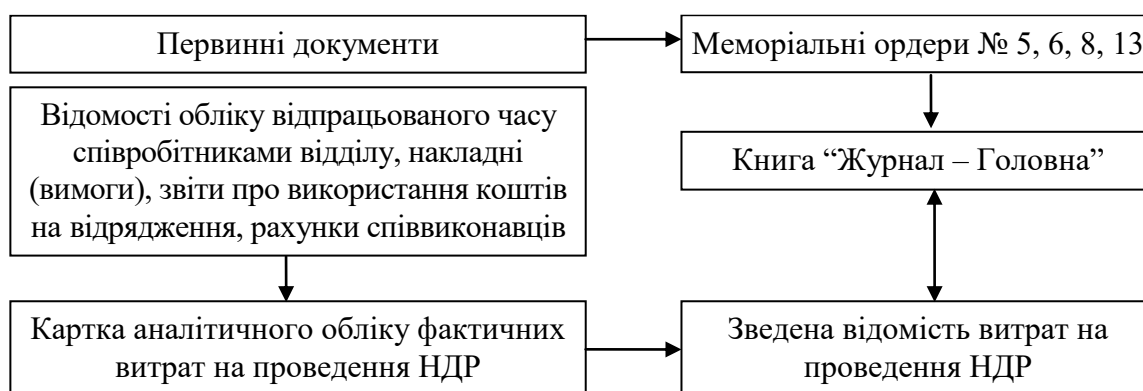 Первинні документи
Меморіальні ордери № 5, 6, 8, 13
Відомості обліку відпрацьованого часу
співробітниками відділу, накладні
(вимоги), звіти про використання коштів
на відрядження, рахунки співвиконавців
Книга “Журнал – Головна”
Картка аналітичного обліку фактичних
витрат на проведення НДР
Зведена відомість витрат на
проведення НДР